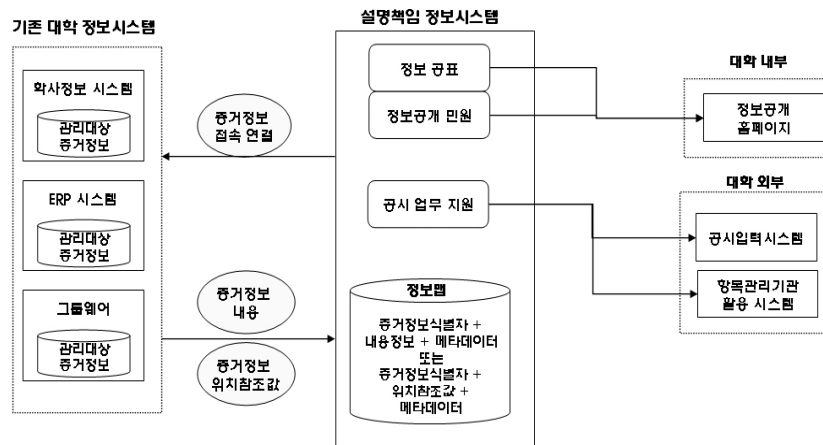 기존 대학 정보시스템
학사정보 시스템
관리대상
증거정보
ERP 시스템
관리대상
증거정보
그룹웨어
관리대상
증거정보
증거정보
접속 연결
증거정보
내용
증거정보
위치참조값
설명책임 정보시스템
정보 공표
정보공개 민원
공시 업무 지원
정보맵
증거정보식별자 +
내용정보 + 메타데이터
또는
증거정보식별자 +
위치참조값 +
메타데이터
대학 내부
정보공개
홈페이지
대학 외부
공시입력시스템
항목관리기관
활용 시스템